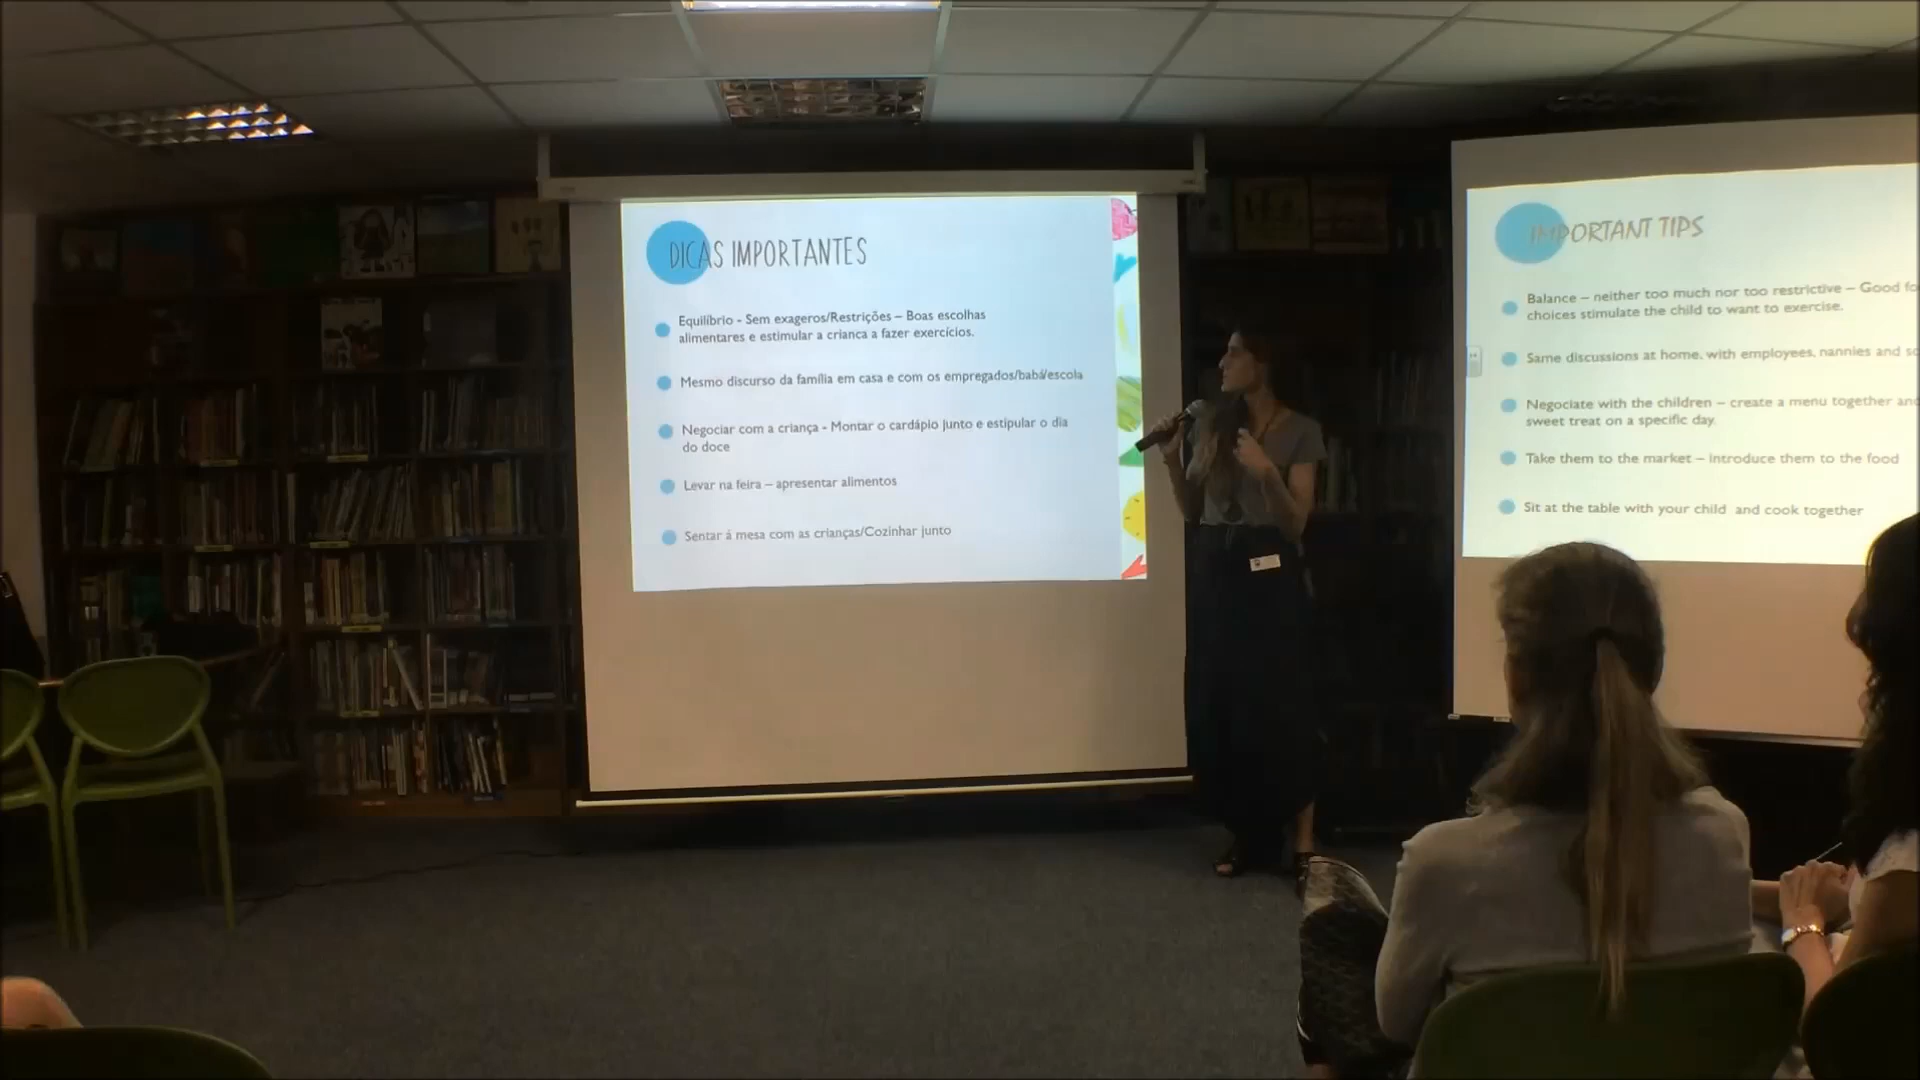 DICAS IMPORTANTES
Equilíbrio - Sem exageros/Restrições – Boas escolhas
alimentares e estimular a crianca a fazer exercícios.
Mesmo discurso da família em casa e com os empregados/babá/escola
Negociar com a criança - Montar o cardápio junto e estipular o dia
do doce
Levar na feira – apresentar alimentos
Sentar á mesa com as crianças/Cozinhar junto
IMPORTANT TIPS
Balance – neither too much nor too restrictive – Good
choices stimulate the child to want to exercise.
Same discussions at home, with employees, nannies and
Negociate with the children – create a menu together and
sweet treat on a specific day.
Take them to the market – introduce them to the food
Sit at the table with your child and cook together